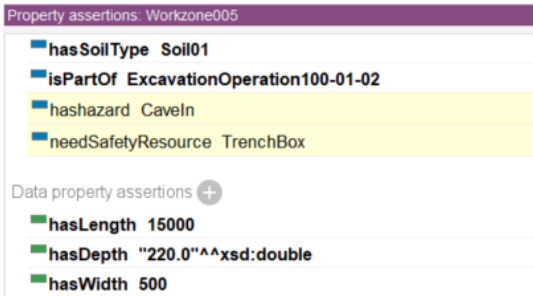 Property assertions: Workzone005
hasSoilType Soil01
isPartOf ExcavationOperation100-01-02
hashazard CaveIn
needSafetyResource TrenchBox
Data property assertions
hasLength 15000
hasDepth "220.0"^^xsd:double
hasWidth 500